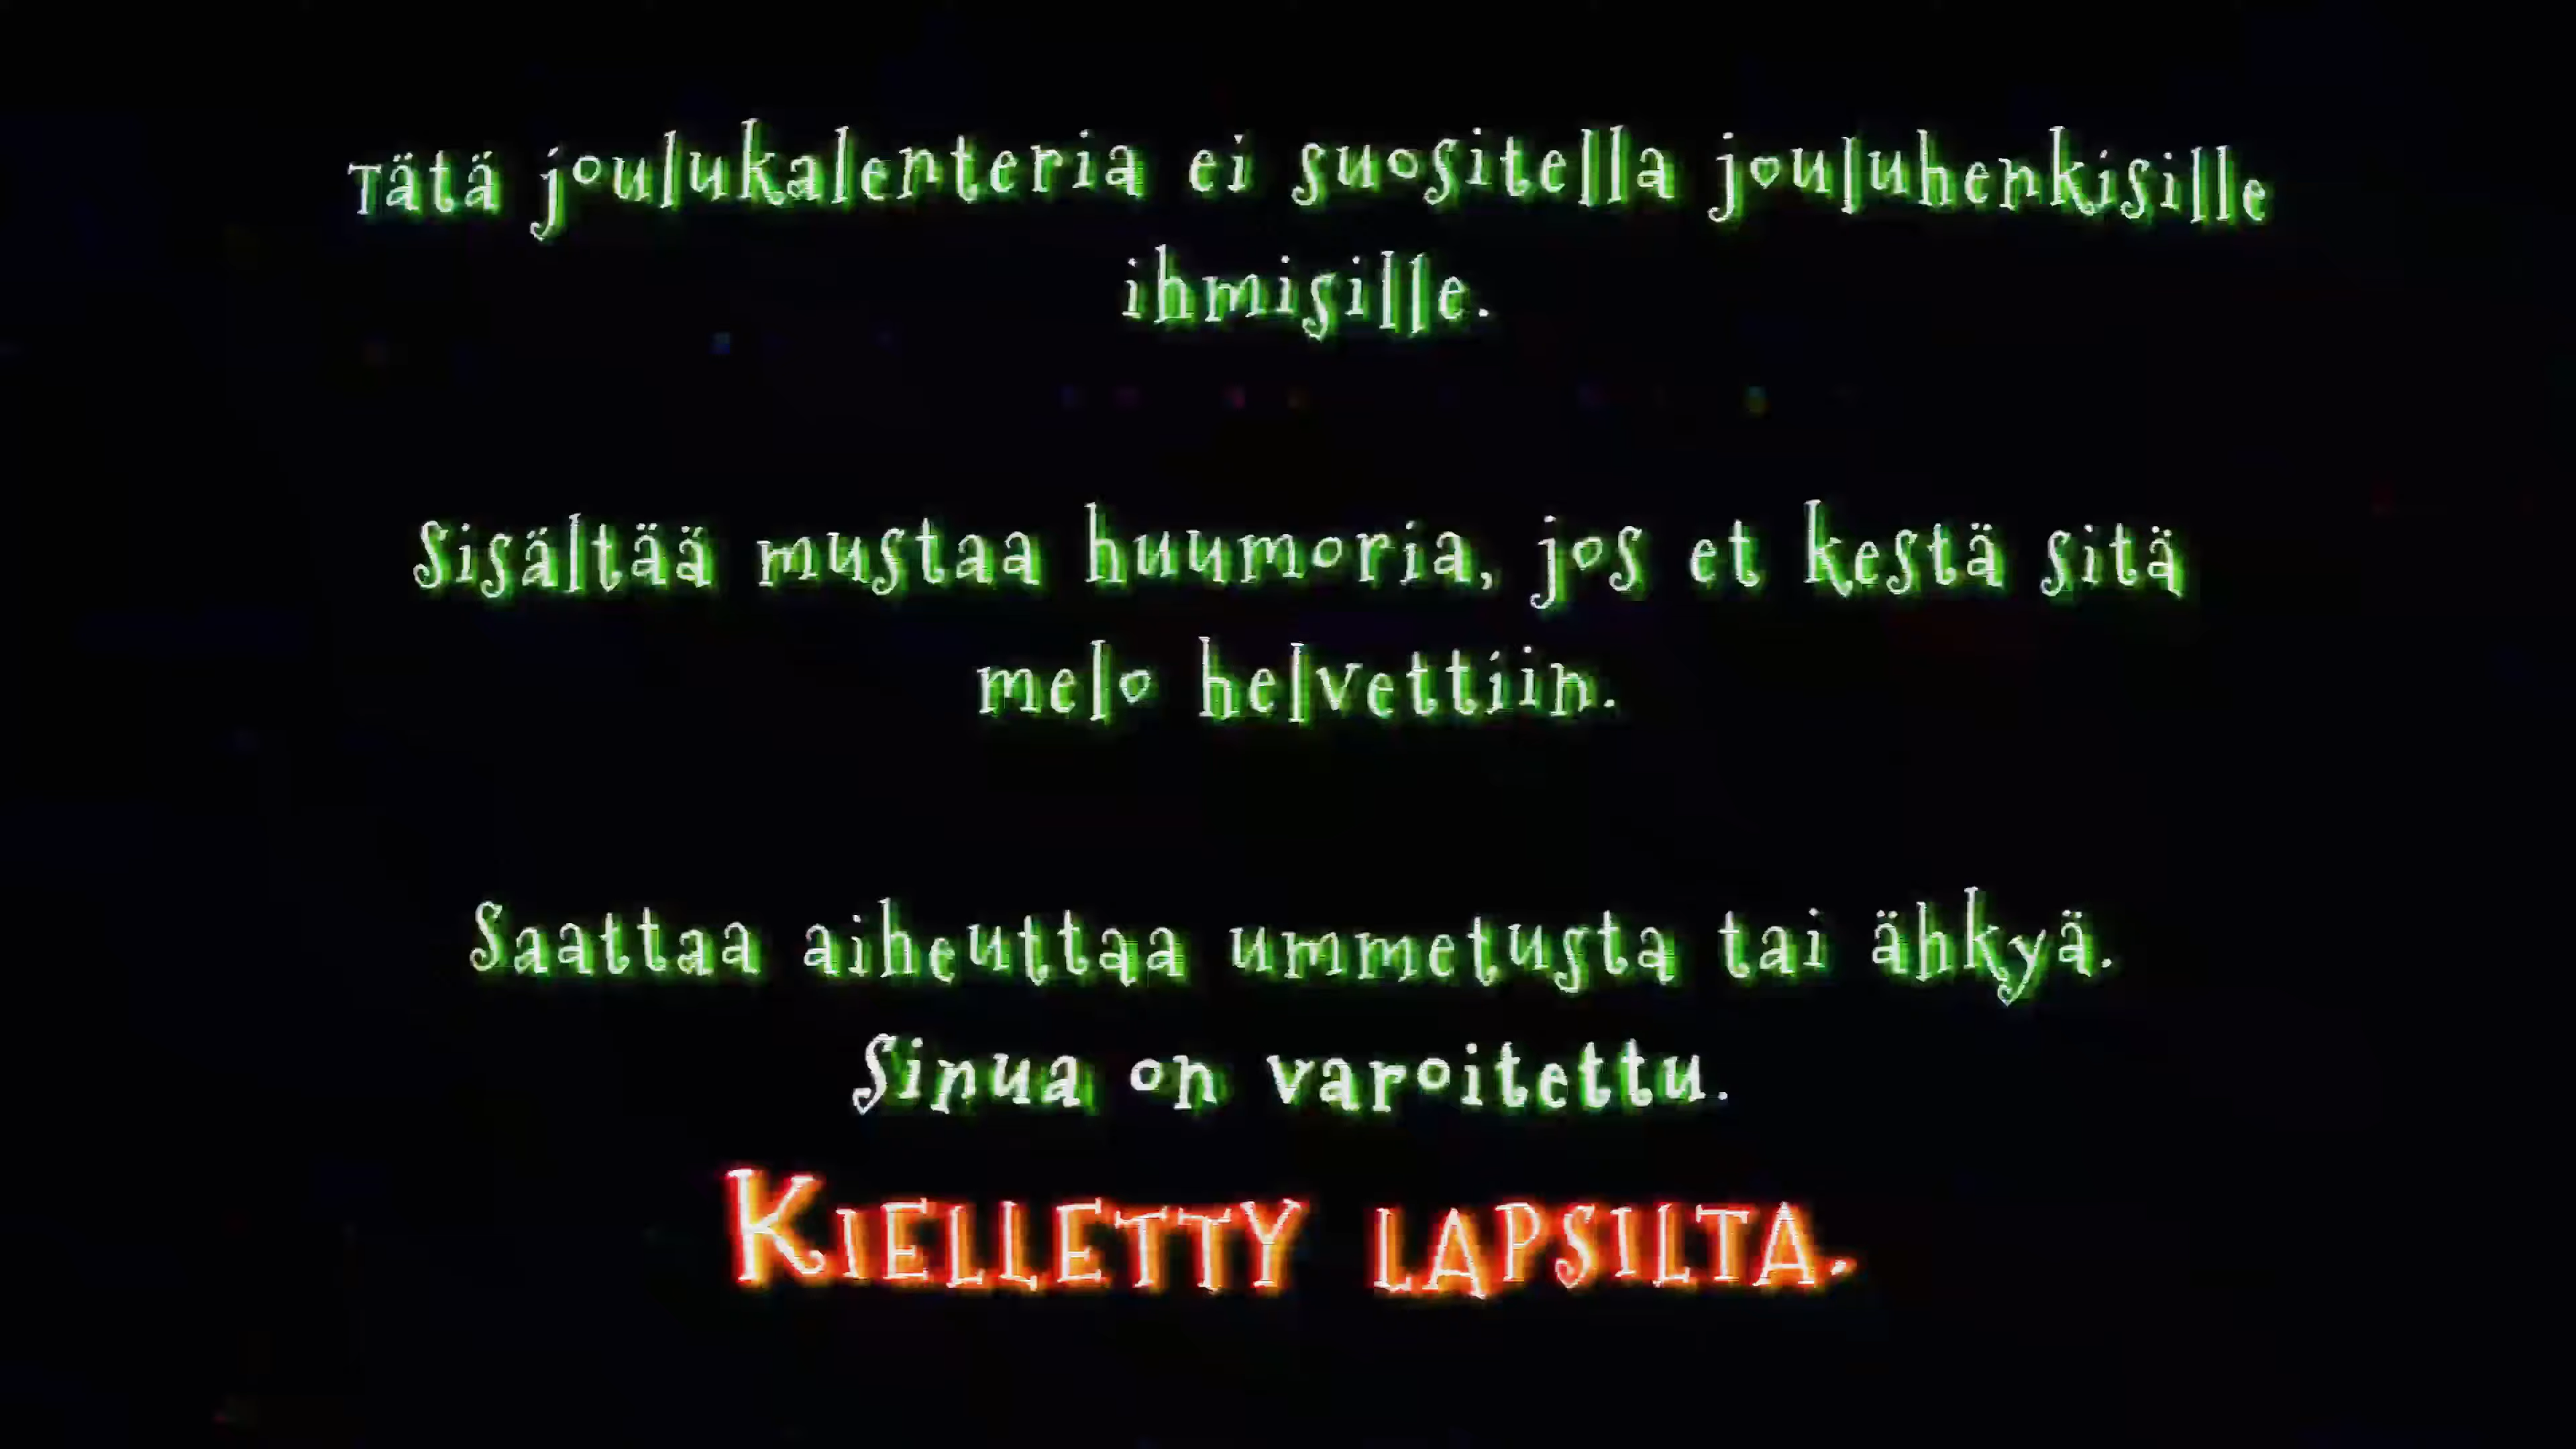 Tätä joulukalenteria ei suositella jouluhenkisille
ihmisille.
Sisältää mustaa huumoria, jos et kestä sitä
melo helvettiin.
Saattaa aiheuttaa ummetusta tai ähkyä.
Sinua on varoitettu.
KIELLETTY LAPSILTA.